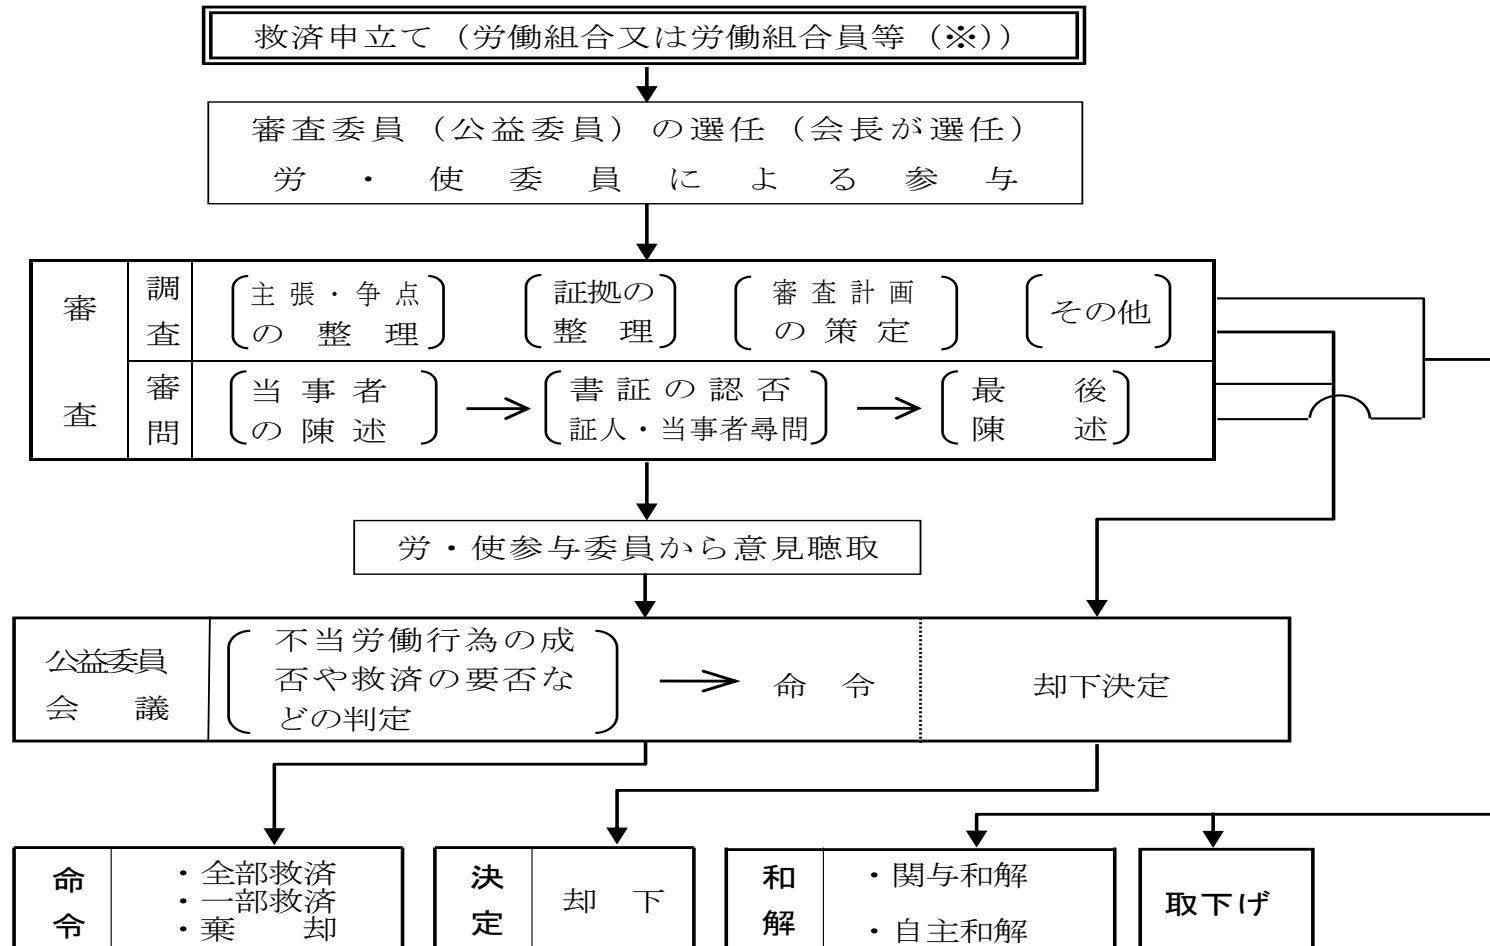 救済申立て（労働組合又は労働組合員等（※））
審査委員（公益委員）の選任（会長が選任）
労・使委員による参与
審査
調査
主張・争点
の整理
証拠の
整理
審査計画
の策定
その他
審問
当事者
の陳述
書証の認否
証人・当事者尋問
最後
陳述
労・使参与委員から意見聴取
公益委員
会議
不当労働行為の成
否や救済の要否な
どの判定
命令
却下決定
命令
・全部救済
・一部救済
・棄却
決定
却下
和解
・関与和解
・自主和解
取下げ